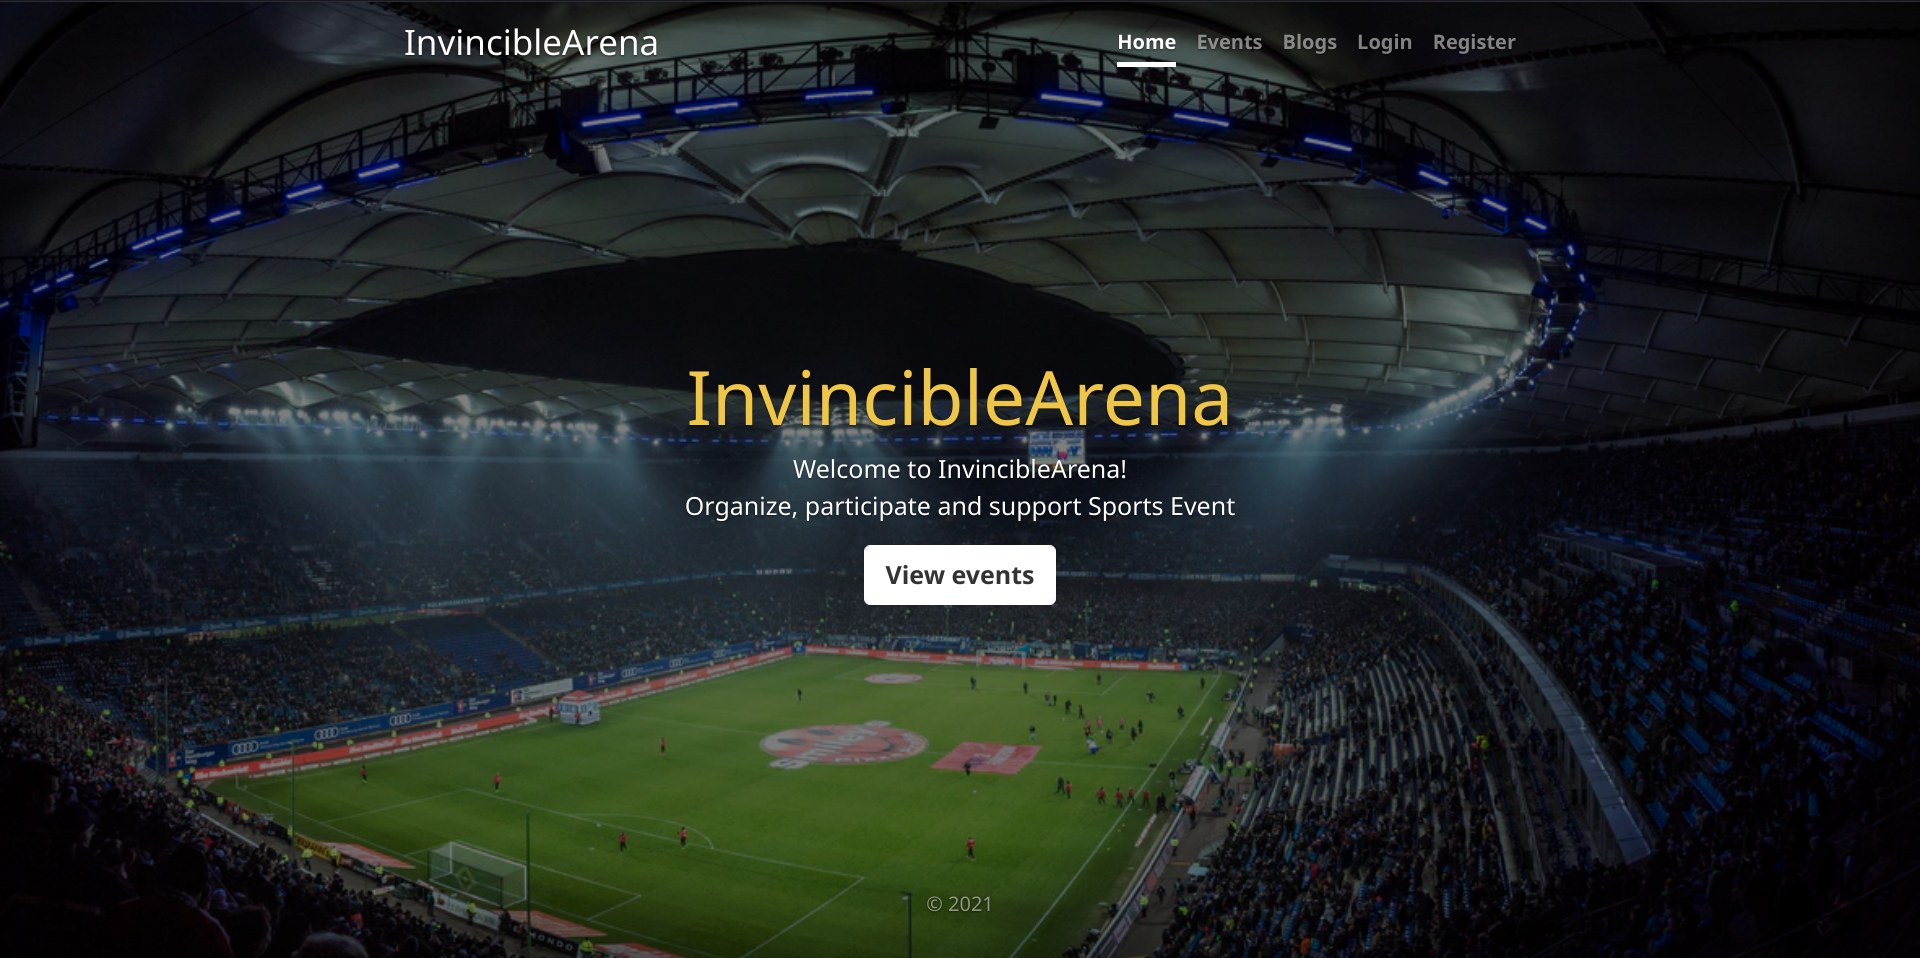 InvincibleArena
Home Events Blogs Login Register
InvincibleArena
Welcome to InvincibleArena!
Organize, participate and support Sports Event
View events
Smiley's
© 2021